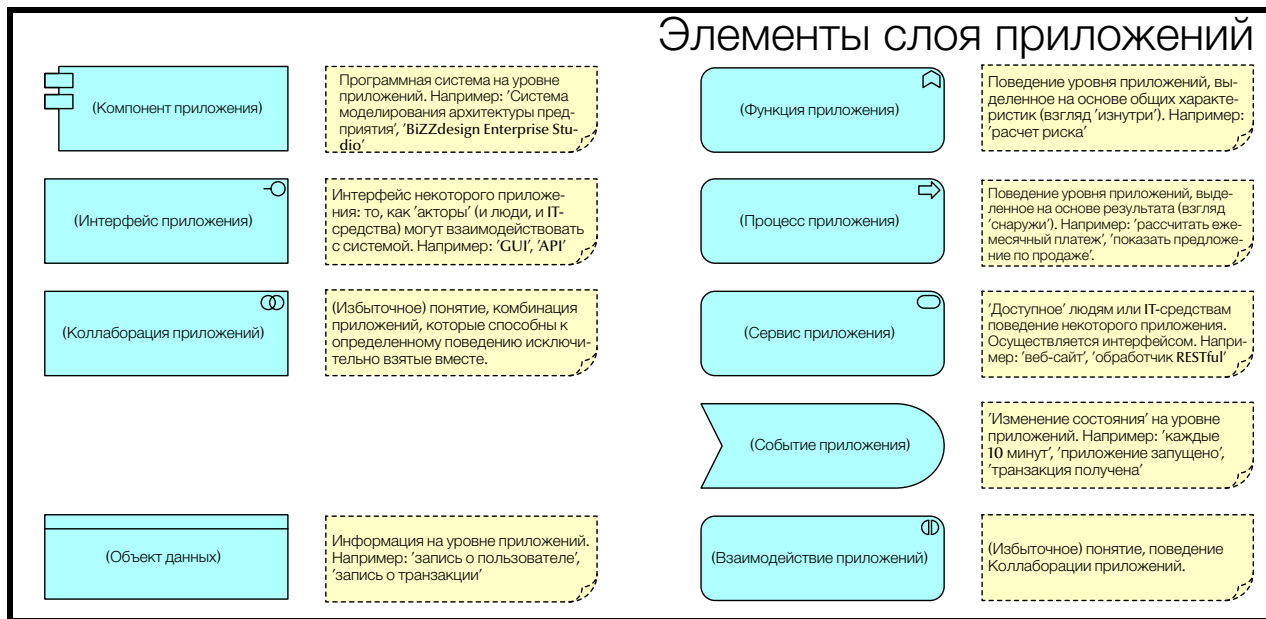 Элементы слоя приложений
(Компонент приложения)
Программная система на уровне
приложений. Например: 'Система
моделирования архитектуры пред-
приятия', 'BiZZdesign Enterprise Stu-
dio'
(Функция приложения)
Поведение уровня приложений, вы-
деленное на основе общих характе-
ристик (взгляд 'изнутри'). Например:
'расчет риска'
(Интерфейс приложения)
Интерфейс некоторого приложе-
ния: то, как 'акторы' (и люди, и IT-
средства) могут взаимодействовать
с системой. Например: 'GUI', 'API'
(Процесс приложения)
Поведение уровня приложений, выде-
ленное на основе результата (взгляд
'снаружи'). Например: 'рассчитать еже-
месячный платеж', 'показать предложе-
ние по продаже'.
(Коллаборация приложений)
(Избыточное) понятие, комбинация
приложений, которые способны к
определенному поведению исключи-
тельно взятые вместе.
(Сервис приложения)
'Доступное' людям или IT-средствам
поведение некоторого приложения.
Осуществляется интерфейсом. Напри-
мер: 'веб-сайт', 'обработчик RESTful'
(Событие приложения)
'Изменение состояния' на уровне
приложений. Например: 'каждые
10 минут', 'приложение запущено',
'транзакция получена'
(Объект данных)
Информация на уровне приложений.
Например: 'запись о пользователе',
'запись о транзакции'
(Взаимодействие приложений)
(Избыточное) понятие, поведение
Коллаборации приложений.